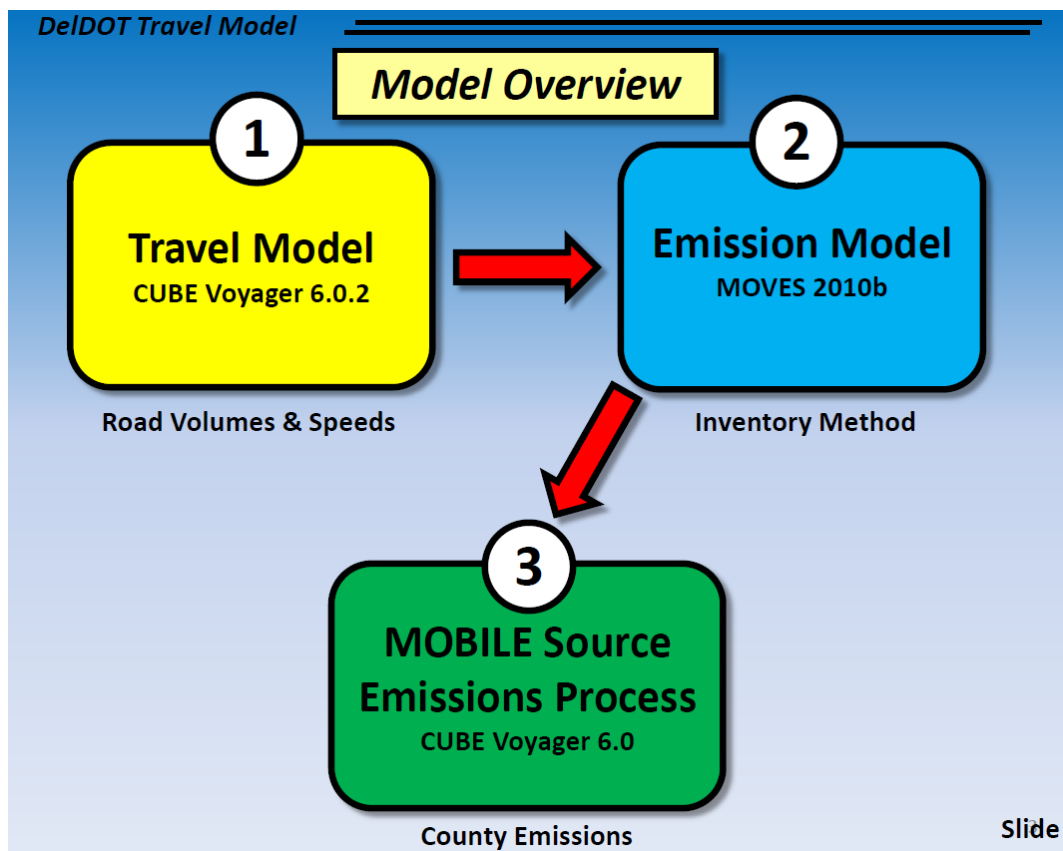 DelDOT Travel Model
Model Overview
1
Travel Model
CUBE Voyager 6.0.2
Road Volumes & Speeds
2
Emission Model
MOVES 2010b
Inventory Method
3
MOBILE Source
Emissions Process
CUBE Voyager 6.0
County Emissions
Slide